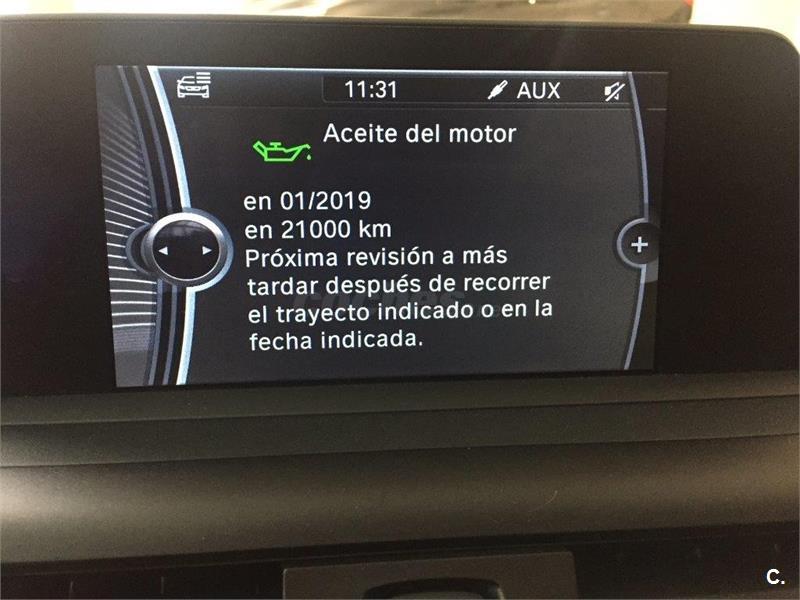 11:31 AUX
Aceite del motor
en 01/2019
en 21000 km
Próxima revisión a más
tardar después de recorrer
el trayecto indicado o en la
fecha indicada.
C.